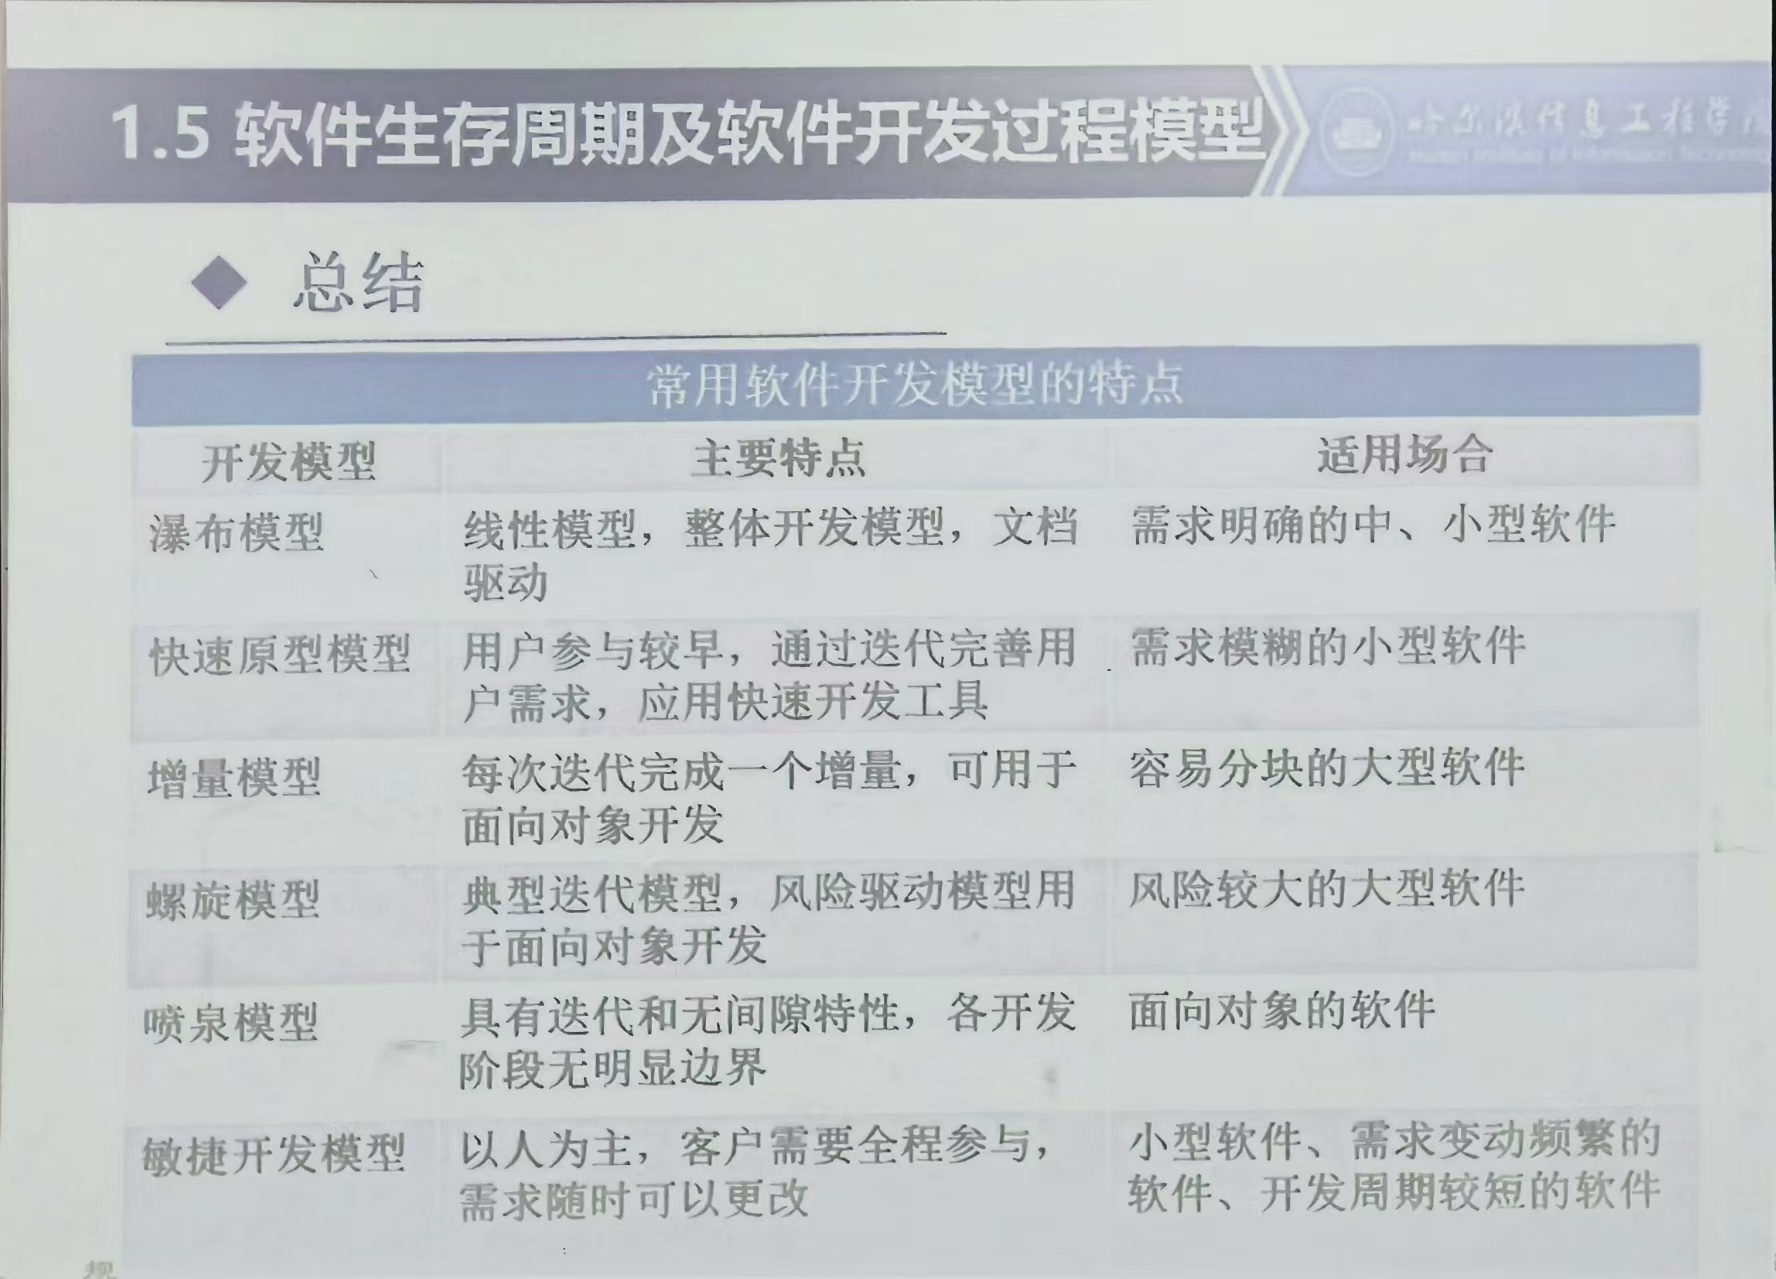 1.5 软件生存周期及软件开发过程模型
哈尔滨信息工程学
总结
常用软件开发模型的特点
开发模型 主要特点 适用场合
瀑布模型 线性模型，整体开发模型，文档 需求明确的中、小型软件
驱动
快速原型模型 用户参与较早，通过迭代完善用 需求模糊的小型软件
户需求，应用快速开发工具
增量模型 每次迭代完成一个增量，可用于 容易分块的大型软件
面向对象开发
螺旋模型 典型迭代模型，风险驱动模型用 风险较大的大型软件
于面向对象开发
喷泉模型 具有迭代和无间隙特性，各开发 面向对象的软件
阶段无明显边界
敏捷开发模型 以人为主，客户需要全程参与， 小型软件、需求变动频繁的
需求随时可以更改 软件、开发周期较短的软件